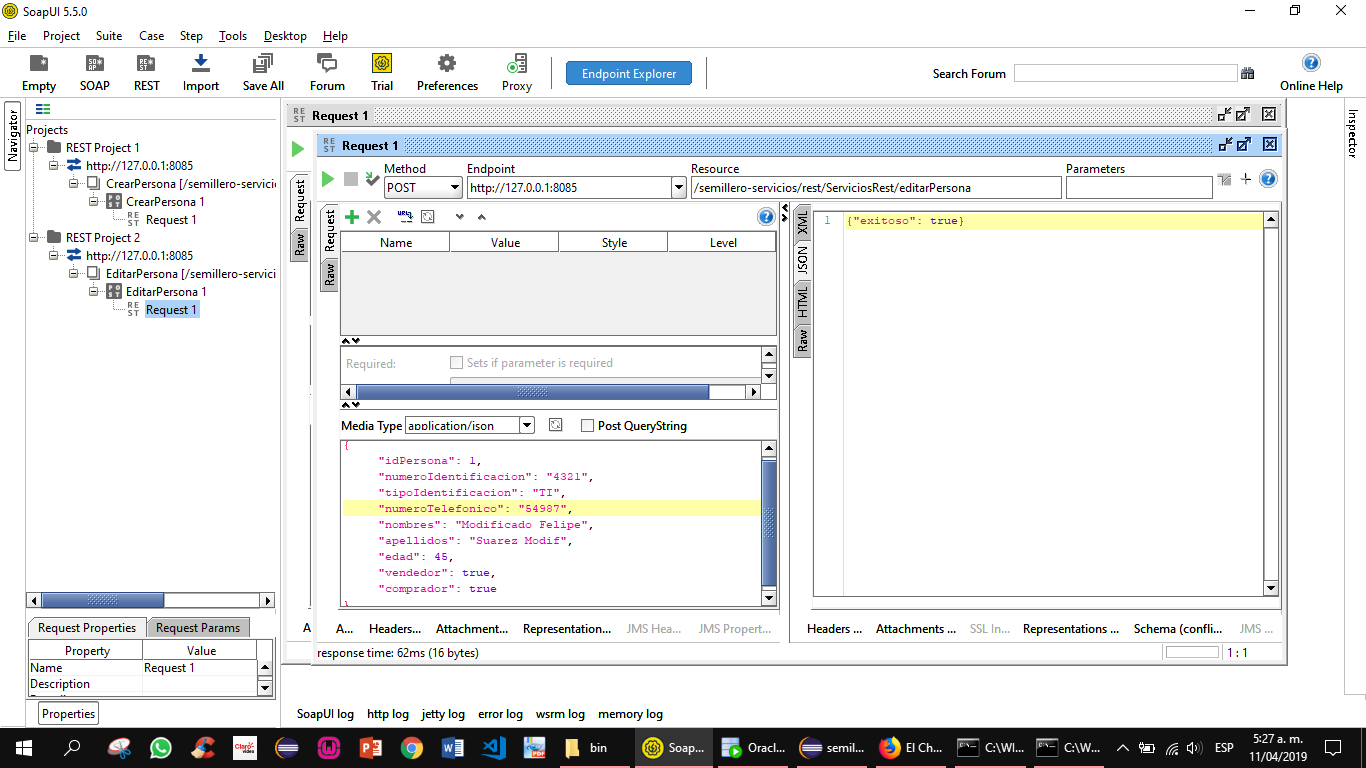 SoapUI 5.5.0
File Project Suite Case Step Tools Desktop Help
Empty SOAP REST Import Save All Forum Trial Preferences Proxy Endpoint Explorer Search Forum Online Help
Navigator
Projects
REST Project 1
http://127.0.0.1:8085
CrearPersona [/semillero-servici
CrearPersona 1
Request 1
REST Project 2
http://127.0.0.1:8085
EditarPersona [/semillero-servici
EditarPersona 1
Request 1
Request Properties Request Params
Property Value
Name Request 1
Description
Properties
Request 1
Request
Raw
Request 1
Method Endpoint Resource Parameters
POST http://127.0.0.1:8085 /semillero-servicios/rest/ServiciosRest/editarPersona
Request
Raw
Name Value Style Level
Required: Sets if parameter is required
Media Type application/json Post QueryString
{
"idPersona": 1,
"numeroIdentificacion": "4321",
"tipoIdentificacion": "TI",
"numeroTelefonico": "54987",
"nombres": "Modificado Felipe",
"apellidos": "Suarez Modif",
"edad": 45,
"vendedor": true,
"comprador": true
}
A
A... Headers... Attachment... Representation... JMS Hea... JMS Propert...
XML
JSON
HTML
Raw
1 {"exitoso": true}
Headers ... Attachments ... SSL In... Representations ... Schema (confli... JMS ...
response time: 62ms (16 bytes) 1 : 1
Inspector
SoapUI log http log jetty log error log wsrm log memory log
bin Soap... Oracl... semil... El Ch... C:\WI... C:\W... ESP 5:27 a. m.
11/04/2019